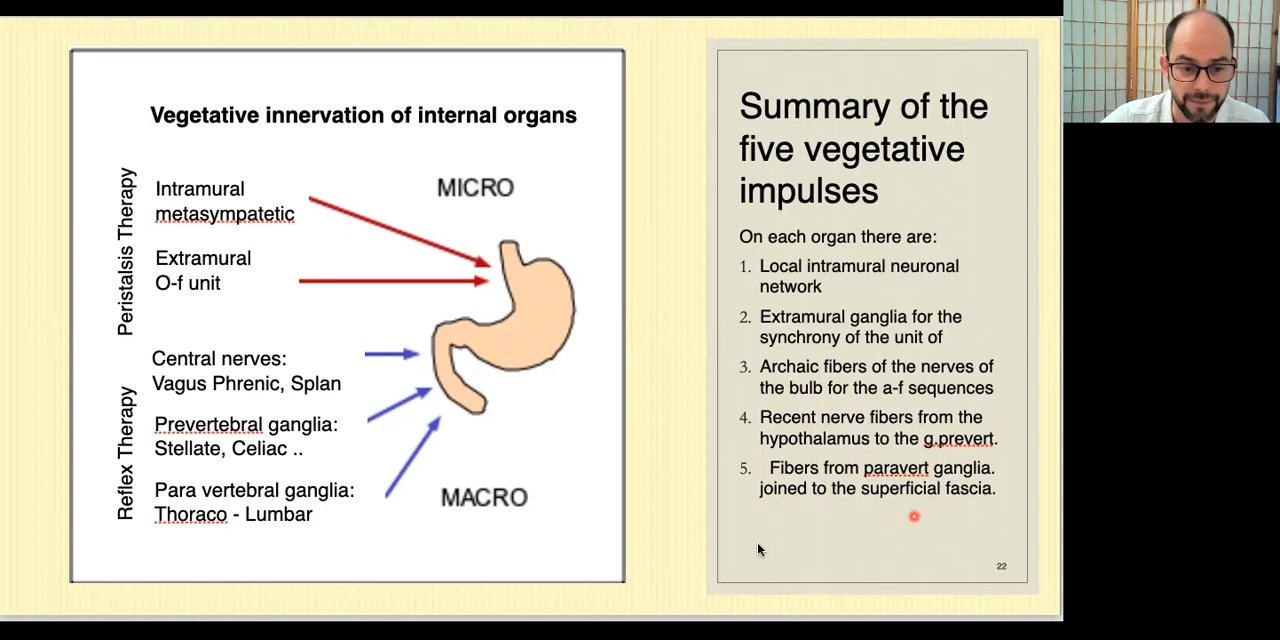 Vegetative innervation of internal organs
Peristalsis Therapy
Intramural
metasympatetic
MICRO
Extramural
O-f unit
Reflex Therapy
Central nerves:
Vagus Phrenic, Splan
Prevertebral ganglia:
Stellate, Celiac ..
Para vertebral ganglia:
Thoraco - Lumbar
MACRO
Summary of the
five vegetative
impulses
On each organ there are:
1. Local intramural neuronal
network
2. Extramural ganglia for the
synchrony of the unit of
3. Archaic fibers of the nerves of
the bulb for the a-f sequences
4. Recent nerve fibers from the
hypothalamus to the g.prevert.
5. Fibers from paravert ganglia.
joined to the superficial fascia.
22